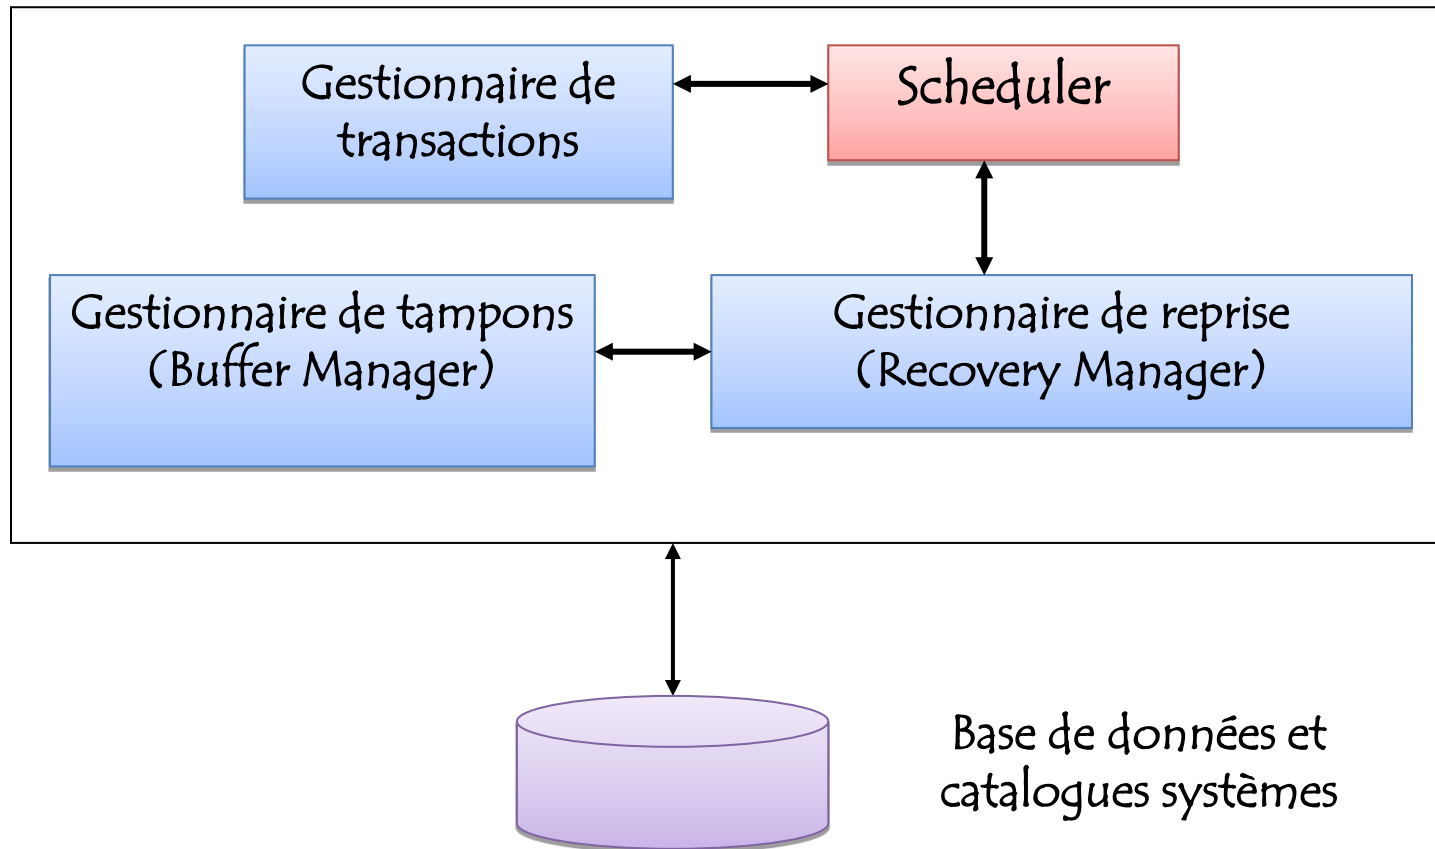 Gestionnaire de
transactions
Scheduler
Gestionnaire de tampons
(Buffer Manager)
Gestionnaire de reprise
(Recovery Manager)
Base de données et
catalogues systèmes